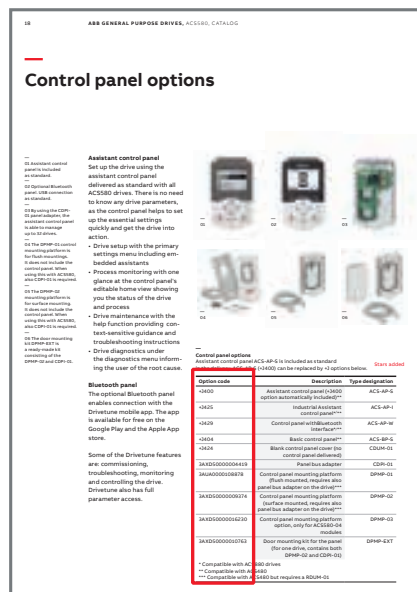 18
ABB GENERAL PURPOSE DRIVES, ACS580, CATALOG
Control panel options
—
01 Assistant control
panel is included
as standard.
—
02 Optional Bluetooth
panel. USB connection
as standard.
—
03 By using the CDPI-
01 panel adapter, the
assistant control panel
is able to manage
up to 32 drives.
—
04 The DPMP-01 control
mounting platform is
for flush mountings.
It does not include the
control panel. When
using this with ACS580,
also CDPI-01 is required.
—
05 The DPMP-02
mounting platform is
for surface mounting.
It does not include the
control panel. When
using this with ACS580,
also CDPI-01 is required.
—
06 The door mounting
kit DPMP-EXT is
a ready-made kit
consisting of the
DPMP-02 and CDPI-01.
Assistant control panel
Set up the drive using the
assistant control panel
delivered as standard with all
ACS580 drives. There is no need
to know any drive parameters,
as the control panel helps to set
up the essential settings
quickly and get the drive into
action.
• Drive setup with the primary
settings menu including em-
bedded assistants
• Process monitoring with one
glance at the control panel's
editable home view showing
you the status of the drive
and process
• Drive maintenance with the
help function providing con-
text-sensitive guidance and
troubleshooting instructions
• Drive diagnostics under
the diagnostics menu inform-
ing the user of the root cause.
Bluetooth panel
The optional Bluetooth panel
enables connection with the
Drivetune mobile app. The app
is available for free on the
Google Play and the Apple App
store.
Some of the Drivetune features
are: commissioning,
troubleshooting, monitoring
and controlling the drive.
Drivetune also has full
parameter access.
—
01
—
02
—
03
—
04
—
05
—
06
—
Control panel options
Assistant control panel ACS-AP-S is included as standard
in the delivery. ACS-AP-S (+J400) can be replaced by +J options below.
Stars added
Option code Description Type designation
+J400 Assistant control panel (+J400 option automatically included)** ACS-AP-S
+J425 Industrial Assistant control panel**** ACS-AP-I
+J429 Control panel withBluetooth interface**** ACS-AP-W
+J404 Basic control panel** ACS-BP-S
+J424 Blank control panel cover (no control panel delivered) CDUM-01
3AXD50000004419 Panel bus adapter CDPI-01
3AUA0000108878 Control panel mounting platform (flush mounted, requires also panel bus adapter on the drive)*** DPMP-01
3AXD50000009374 Control panel mounting platform (surface mounted, requires also panel bus adapter on the drive)*** DPMP-02
3AXD50000016230 Control panel mounting platform option, only for ACS580-04 modules DPMP-03
3AXD50000010763 Door mounting kit for the panel (for one drive, contains both DPMP-02 and CDPI-01) DPMP-EXT
* Compatible with ACS380 drives
** Compatible with ACS480
*** Compatible with ACS480 but requires a RDUM-01